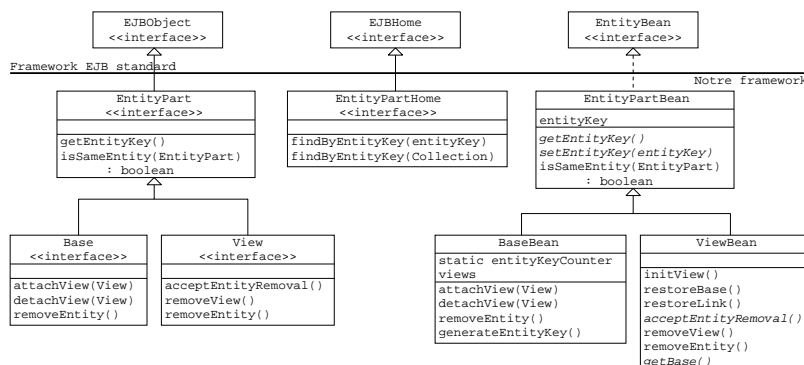 EJBObject
<<interface>>
EJBHome
<<interface>>
EntityBean
<<interface>>
Framework EJB standard
Notre framework
EntityPart
<<interface>>
getEntityKey()
isSameEntity(EntityPart)
: boolean
EntityPartHome
<<interface>>
findByEntityKey(entityKey)
findByEntityKey(Collection)
EntityPartBean
entityKey
getEntityKey()
setEntityKey(entityKey)
isSameEntity(EntityPart)
: boolean
Base
<<interface>>
attachView(View)
detachView(View)
removeEntity()
View
<<interface>>
acceptEntityRemoval()
removeView()
removeEntity()
BaseBean
static entityKeyCounter
views
attachView(View)
detachView(View)
removeEntity()
generateEntityKey()
ViewBean
initView()
restoreBase()
restoreLink()
acceptEntityRemoval()
removeView()
removeEntity()
getBase()